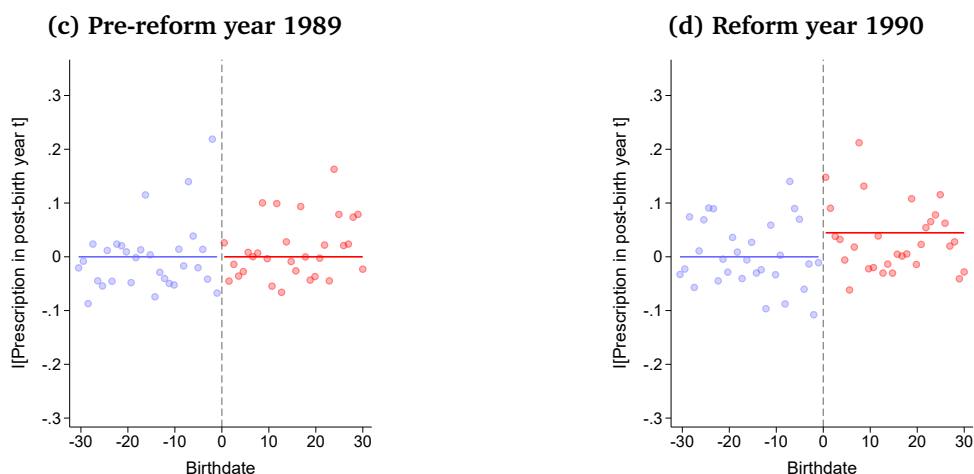 (c) Pre-reform year 1989
I[Prescription in post-birth year t]
.3
.2
.1
0
-.1
-.2
-.3
-30 -20 -10 0 10 20 30
Birthdate
(d) Reform year 1990
I[Prescription in post-birth year t]
.3
.2
.1
0
-.1
-.2
-.3
-30 -20 -10 0 10 20 30
Birthdate